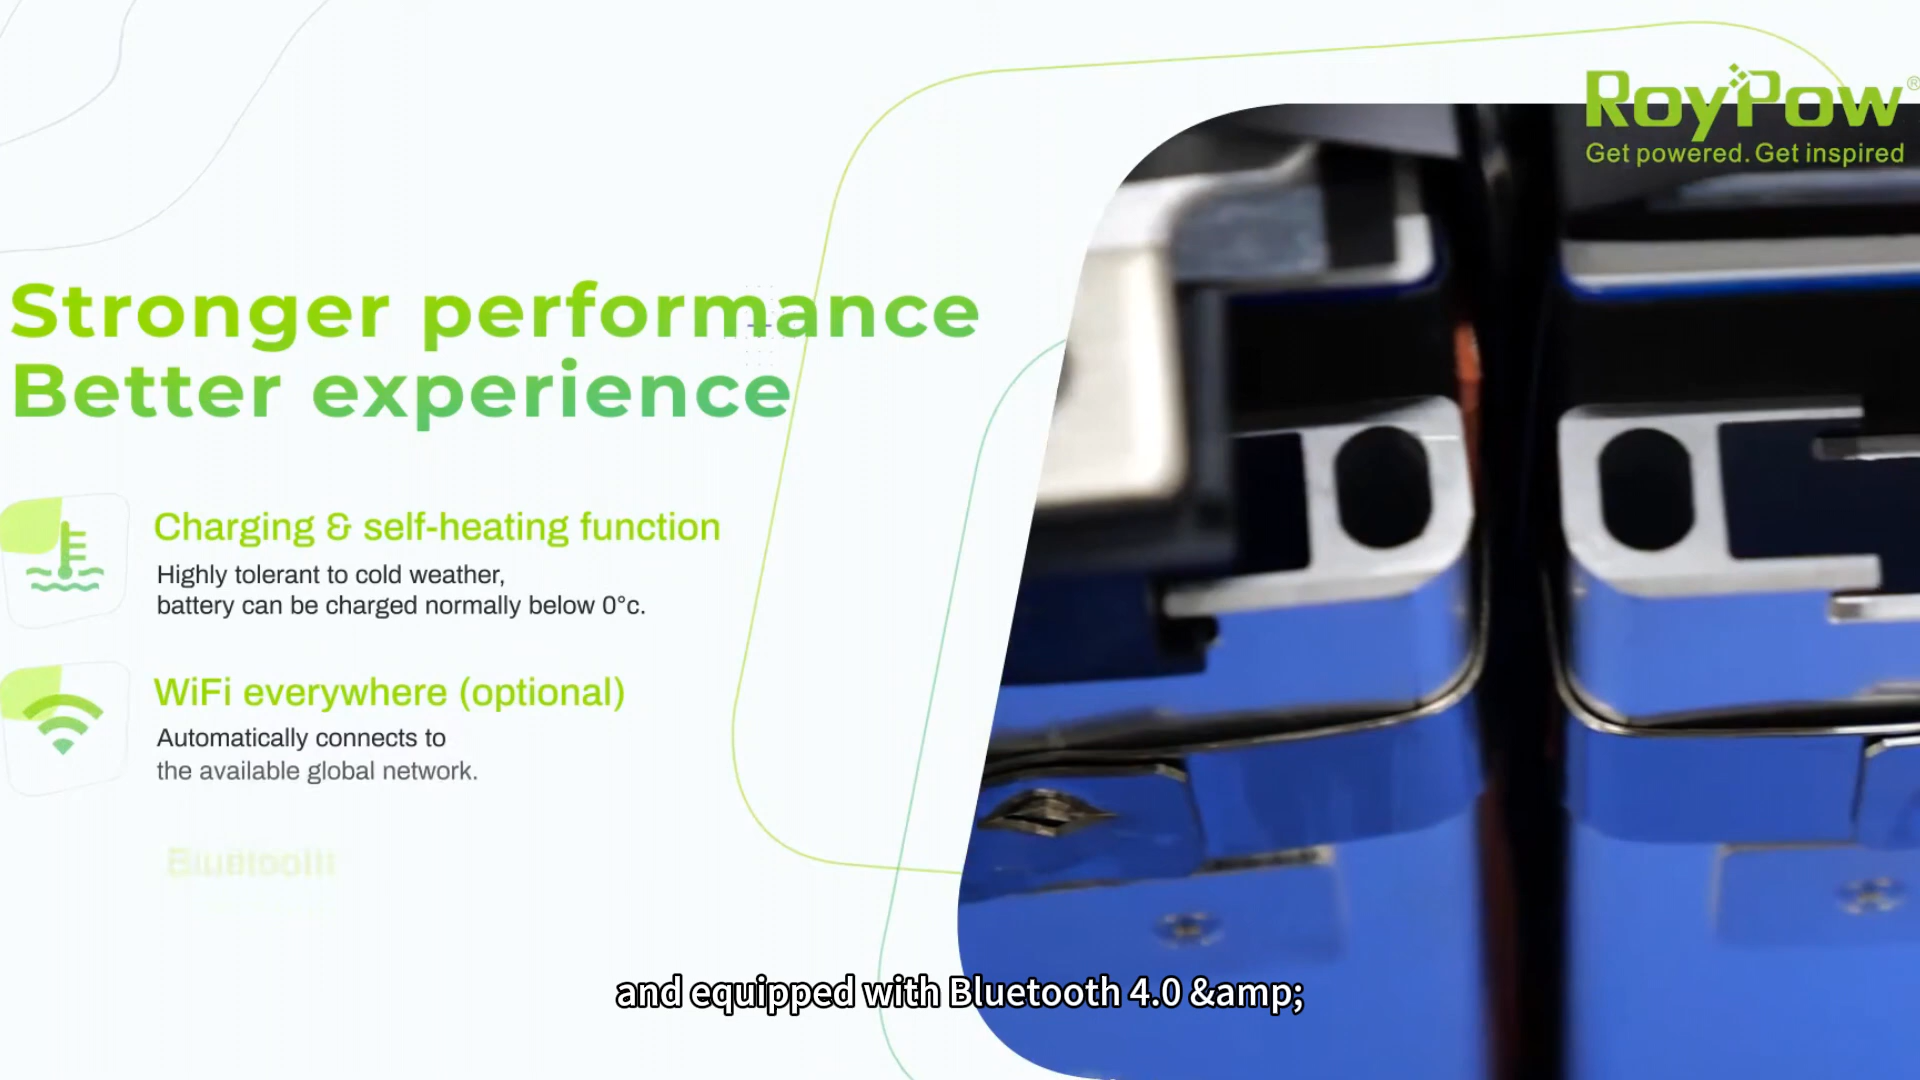 RoyPow®
Get powered. Get inspired
Stronger performance
Better experience
Charging & self-heating function
Highly tolerant to cold weather,
battery can be charged normally below 0°c.
WiFi everywhere (optional)
Automatically connects to
the available global network.
Bluetooth
and equipped with Bluetooth 4.0 &amp;